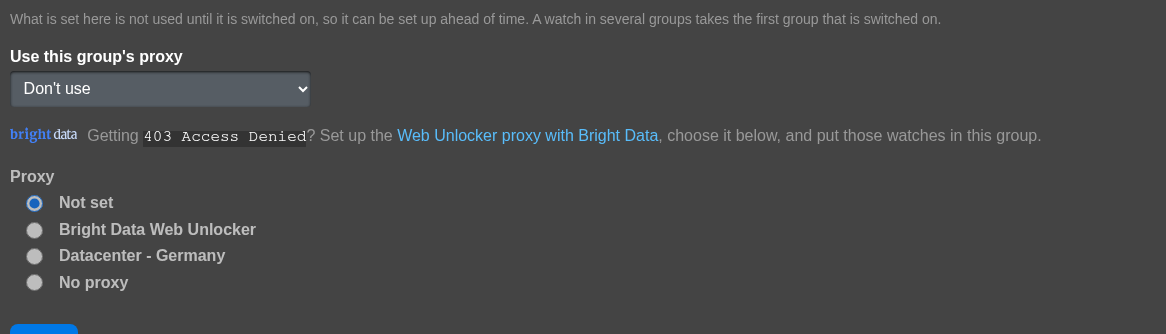 What is set here is not used until it is switched on, so it can be set up ahead of time. A watch in several groups takes the first group that is switched on.
Use this group's proxy
Don't use
bright data Getting 403 Access Denied? Set up the Web Unlocker proxy with Bright Data, choose it below, and put those watches in this group.
Proxy
Not set
Bright Data Web Unlocker
Datacenter - Germany
No proxy